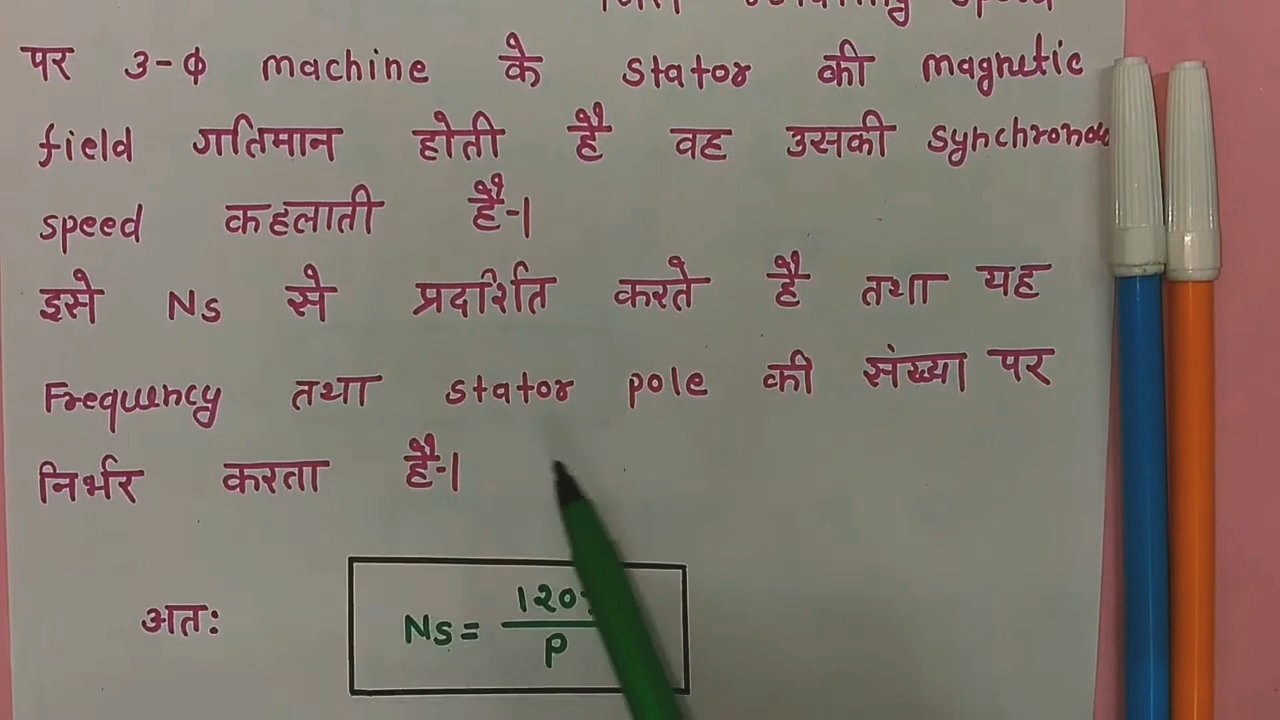 पर 3-Φ machine के stator की magnetic
field गतिमान होती है वह उसकी
speed कहलाती है-।
इसे Ns से प्रदर्शित करते है तथा यह
Frequency तथा stator pole की संख्या पर
निर्भर करता है-।
अतः Ns = 120 / P